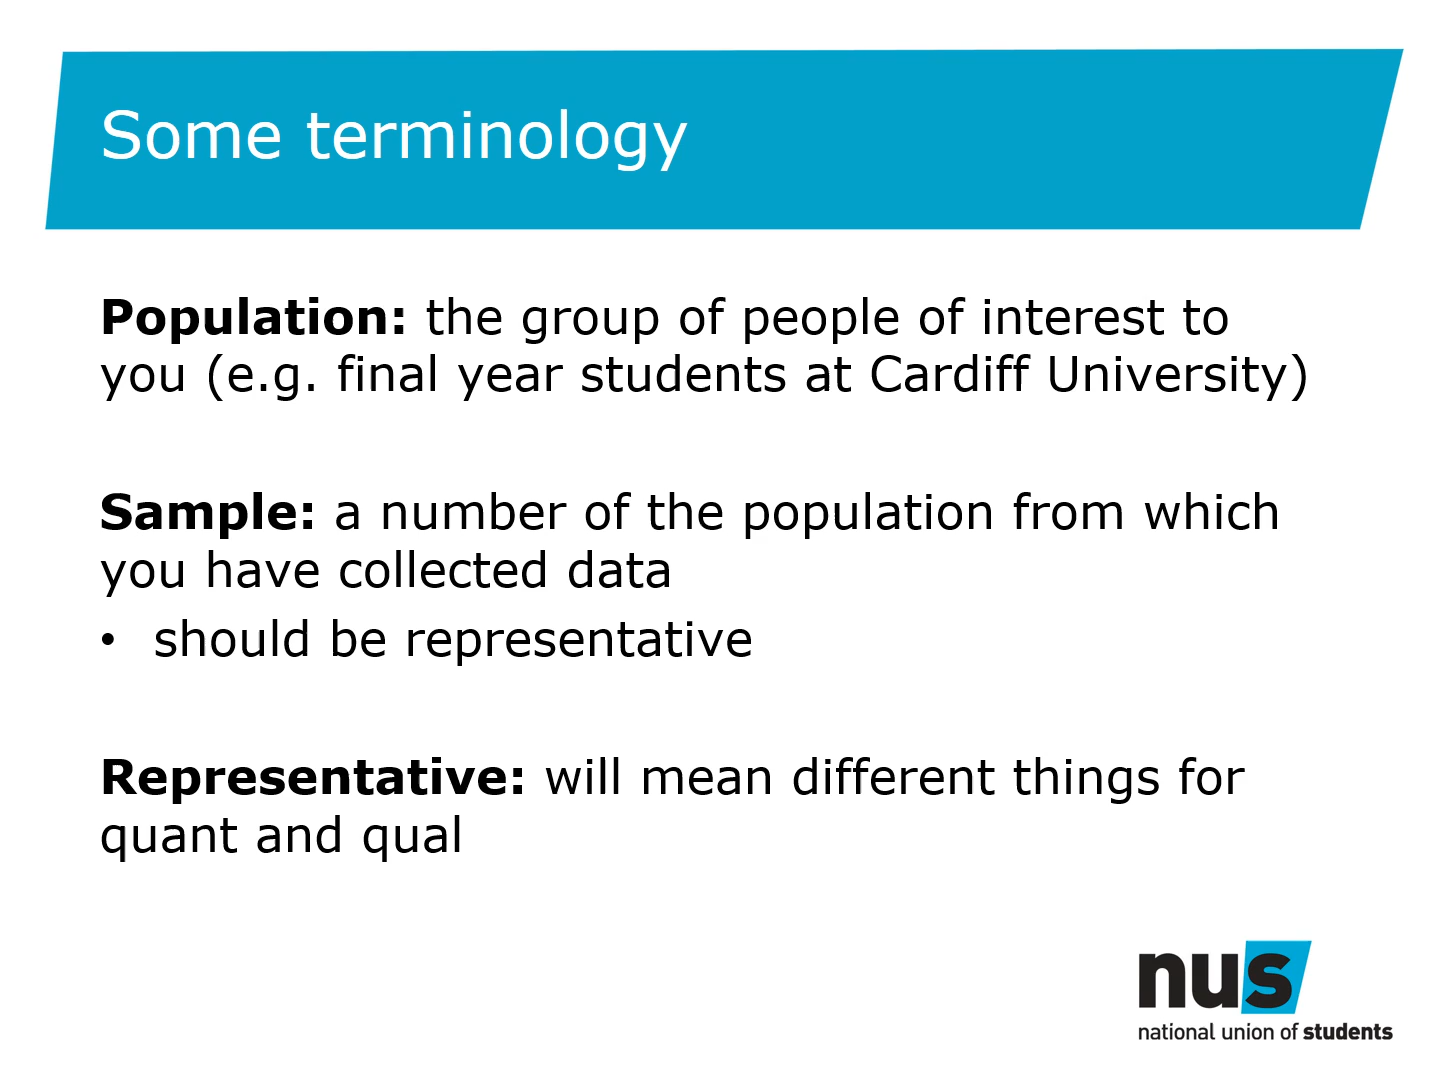 Some terminology
Population: the group of people of interest to
you (e.g. final year students at Cardiff University)
Sample: a number of the population from which
you have collected data
• should be representative
Representative: will mean different things for
quant and qual
nus
national union of students